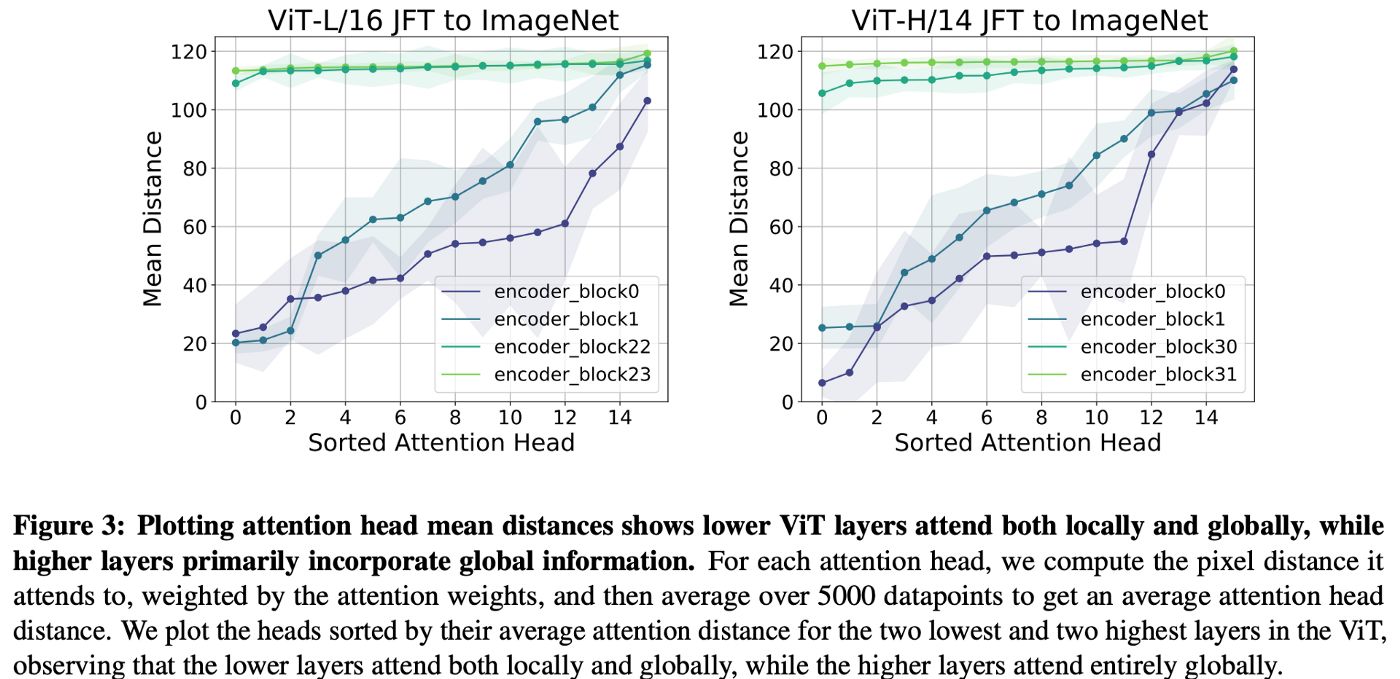 ViT-L/16 JFT to ImageNet
120
100
80
60
40
20
0
Mean Distance
encoder_block0
encoder_block1
encoder_block22
encoder_block23
0 2 4 6 8 10 12 14
Sorted Attention Head
ViT-H/14 JFT to ImageNet
120
100
80
60
40
20
0
Mean Distance
encoder_block0
encoder_block1
encoder_block30
encoder_block31
0 2 4 6 8 10 12 14
Sorted Attention Head
Figure 3: Plotting attention head mean distances shows lower ViT layers attend both locally and globally, while
higher layers primarily incorporate global information. For each attention head, we compute the pixel distance it
attends to, weighted by the attention weights, and then average over 5000 datapoints to get an average attention head
distance. We plot the heads sorted by their average attention distance for the two lowest and two highest layers in the ViT,
observing that the lower layers attend both locally and globally, while the higher layers attend entirely globally.